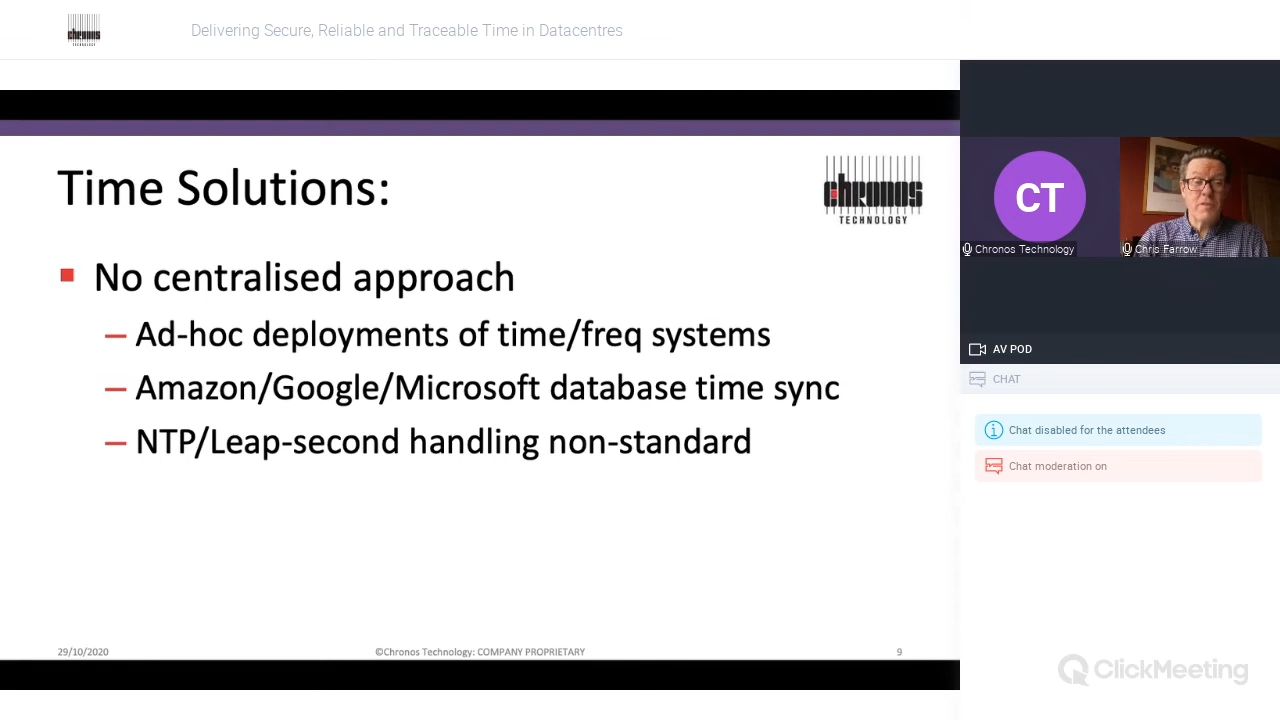 chronos
TECHNOLOGY
Delivering Secure, Reliable and Traceable Time in Datacentres
Time Solutions:
chronos
TECHNOLOGY
No centralised approach
– Ad-hoc deployments of time/freq systems
– Amazon/Google/Microsoft database time sync
– NTP/Leap-second handling non-standard
29/10/2020
©Chronos Technology: COMPANY PROPRIETARY
9
CT
Chronos Technology
Chris Farrow
AV POD
CHAT
Chat disabled for the attendees
Chat moderation on
ClickMeeting